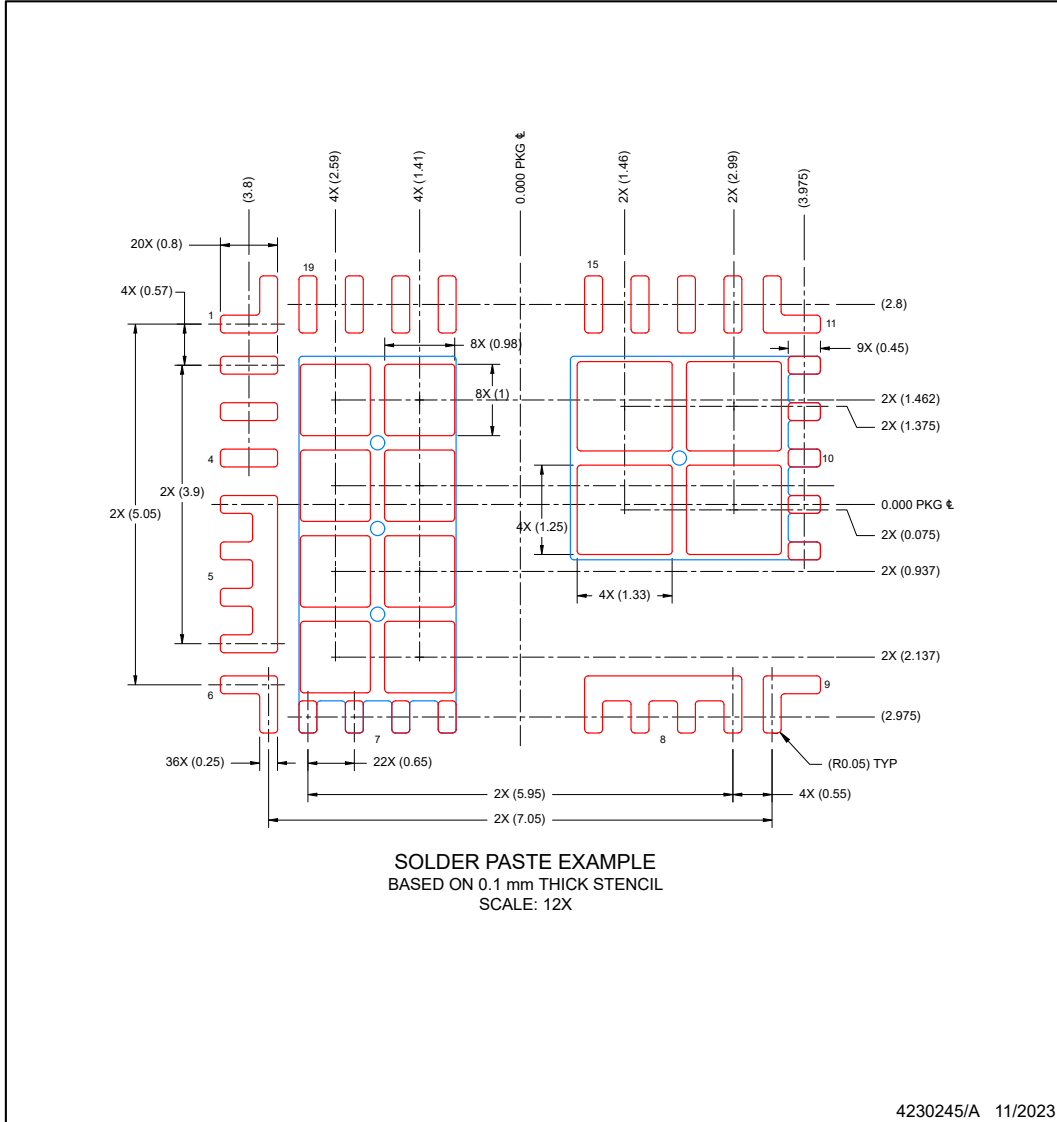 (3.8)
4X (2.59)
4X (1.41)
0.000 PKG ℄
2X (1.46)
2X (2.99)
(3.975)
20X (0.8)
19
15
4X (0.57)
(2.8)
1
11
8X (0.98)
9X (0.45)
8X (1)
2X (1.462)
2X (1.375)
4
10
2X (3.9)
0.000 PKG ℄
2X (5.05)
4X (1.25)
2X (0.075)
5
2X (0.937)
4X (1.33)
2X (2.137)
6
9
(2.975)
7
8
36X (0.25)
22X (0.65)
(R0.05) TYP
2X (5.95)
4X (0.55)
2X (7.05)
SOLDER PASTE EXAMPLE
BASED ON 0.1 mm THICK STENCIL
SCALE: 12X
4230245/A 11/2023